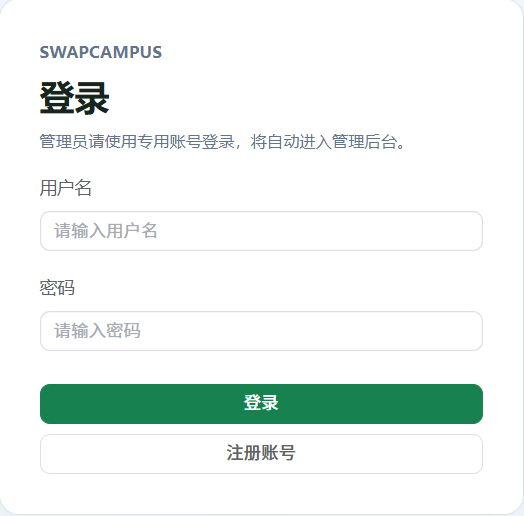 SWAPCAMPUS
登录
管理员请使用专用账号登录，将自动进入管理后台。
用户名
请输入用户名
密码
请输入密码
登录
注册账号